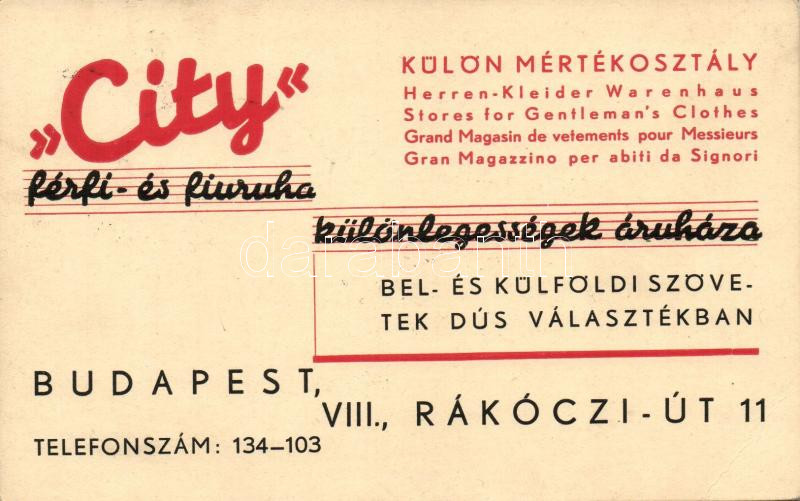 »City«
férfi- és fiuruha
különlegességek áruháza
KÜLÖN MÉRTÉKOSZTÁLY
Herren-Kleider Warenhaus
Stores for Gentleman's Clothes
Grand Magasin de vetements pour Messieurs
Gran Magazzino per abiti da Signori
BEL- ÉS KÜLFÖLDI SZÖVE-
TEK DÚS VÁLASZTÉKBAN
BUDAPEST,
VIII., RÁKÓCZI-ÚT 11
TELEFONSZÁM: 134–103
darabanth